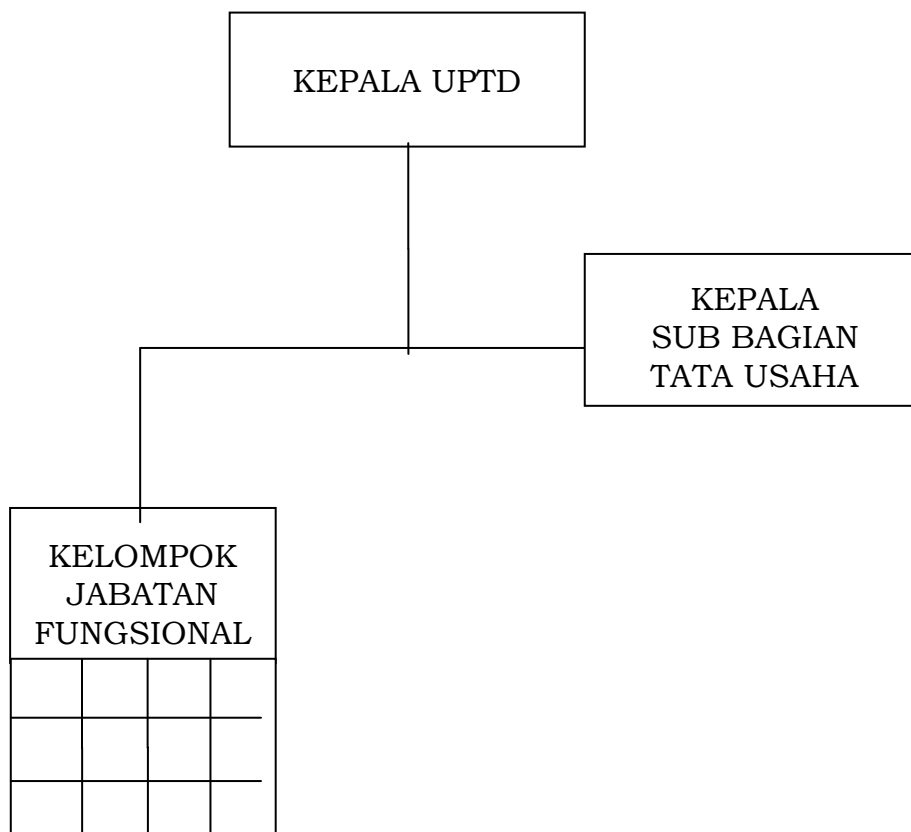 KEPALA UPTD
KEPALA
SUB BAGIAN
TATA USAHA
KELOMPOK
JABATAN
FUNGSIONAL